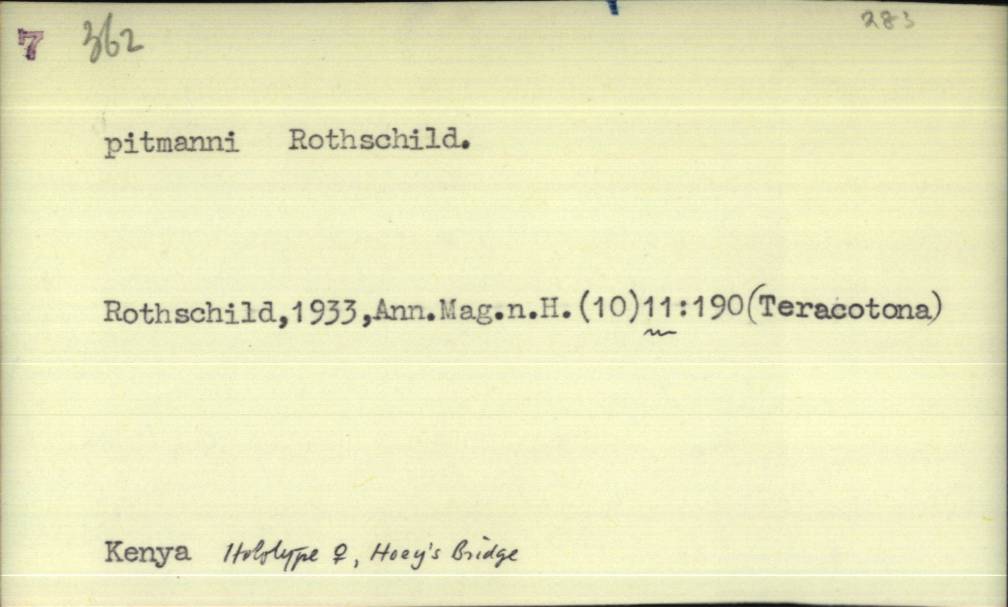 7 362 283
pitmanni Rothschild.
Rothschild,1933,Ann.Mag.n.H.(10)11:190(Teracotona)
Kenya Holotype ♀, Hoey's Bridge